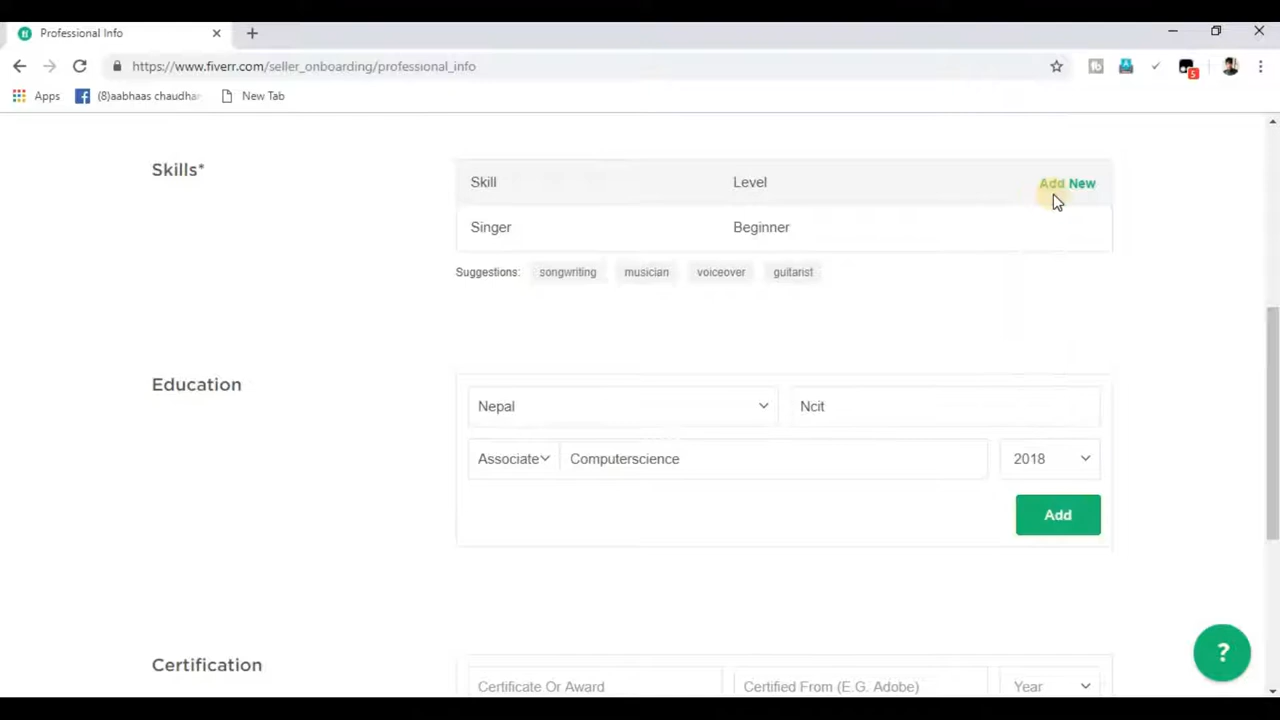 Professional Info
https://www.fiverr.com/seller_onboarding/professional_info
5
Apps
(8)aabhaas chaudha
New Tab
Skills*
Skill
Level
Add New
Singer
Beginner
Suggestions:
songwriting
musician
voiceover
guitarist
Education
Nepal
Ncit
Associate
Computerscience
2018
Add
Certification
Certificate Or Award
Certified From (E.G. Adobe)
Year
?